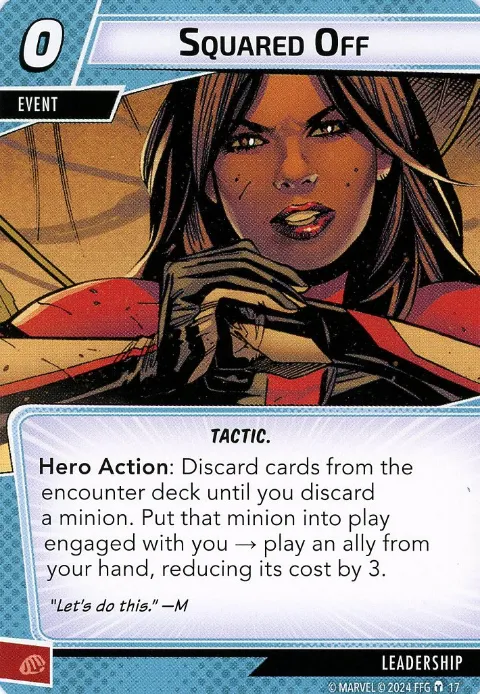 0
SQUARED OFF
EVENT
TACTIC.
Hero Action: Discard cards from the
encounter deck until you discard
a minion. Put that minion into play
engaged with you → play an ally from
your hand, reducing its cost by 3.
"Let's do this." —M
LEADERSHIP
© MARVEL © 2024 FFG 17